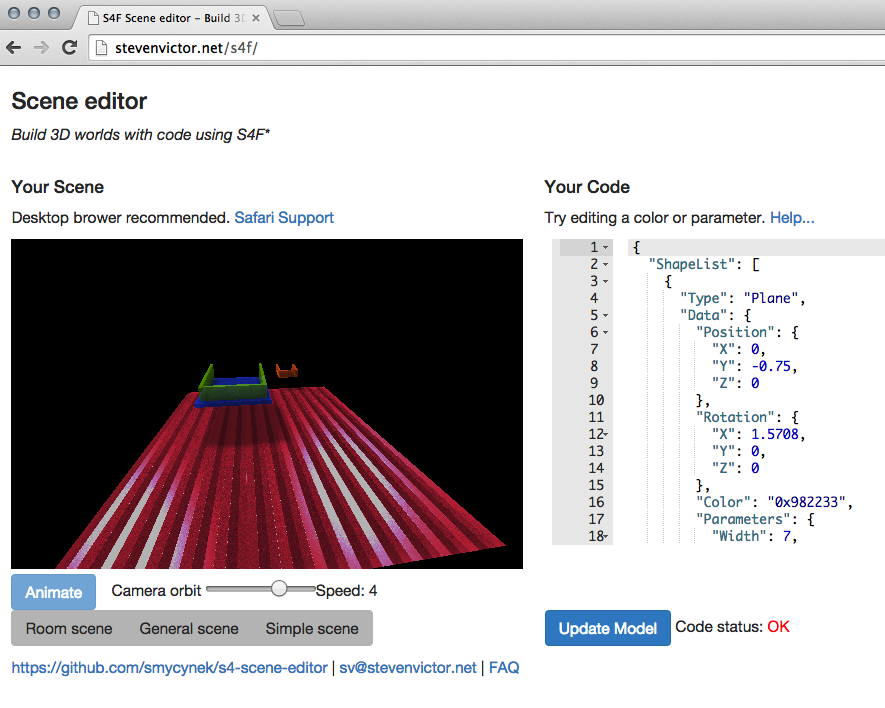 S4F Scene editor – Build 3D
stevenvictor.net/s4f/
Scene editor
Build 3D worlds with code using S4F*
Your Scene
Desktop brower recommended. Safari Support
Animate
Camera orbit
Speed: 4
Room scene
General scene
Simple scene
https://github.com/smycynek/s4-scene-editor | sv@stevenvictor.net | FAQ
Your Code
Try editing a color or parameter. Help...
1 {
2 "ShapeList": [
3 {
4 "Type": "Plane",
5 "Data": {
6 "Position": {
7 "X": 0,
8 "Y": -0.75,
9 "Z": 0
10 },
11 "Rotation": {
12 "X": 1.5708,
13 "Y": 0,
14 "Z": 0
15 },
16 "Color": "0x982233",
17 "Parameters": {
18 "Width": 7,
Update Model
Code status: OK